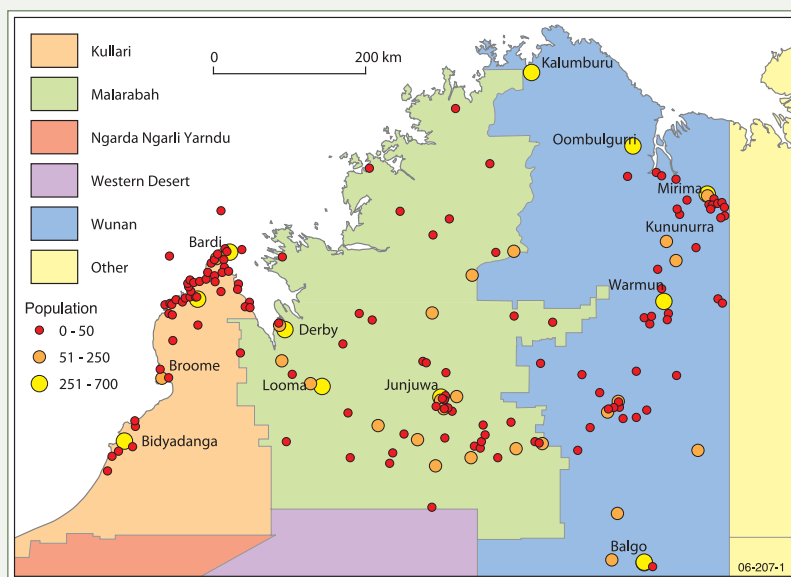 Kullari
Malarabah
Ngarda Ngarli Yarndu
Western Desert
Wunan
Other
0
200 km
Population
0 - 50
51 - 250
251 - 700
Kalumburu
Oombulgurri
Mirima
Kununurra
Bardi
Warmun
Derby
Broome
Looma
Junjuwa
Bidyadanga
Balgo
06-207-1